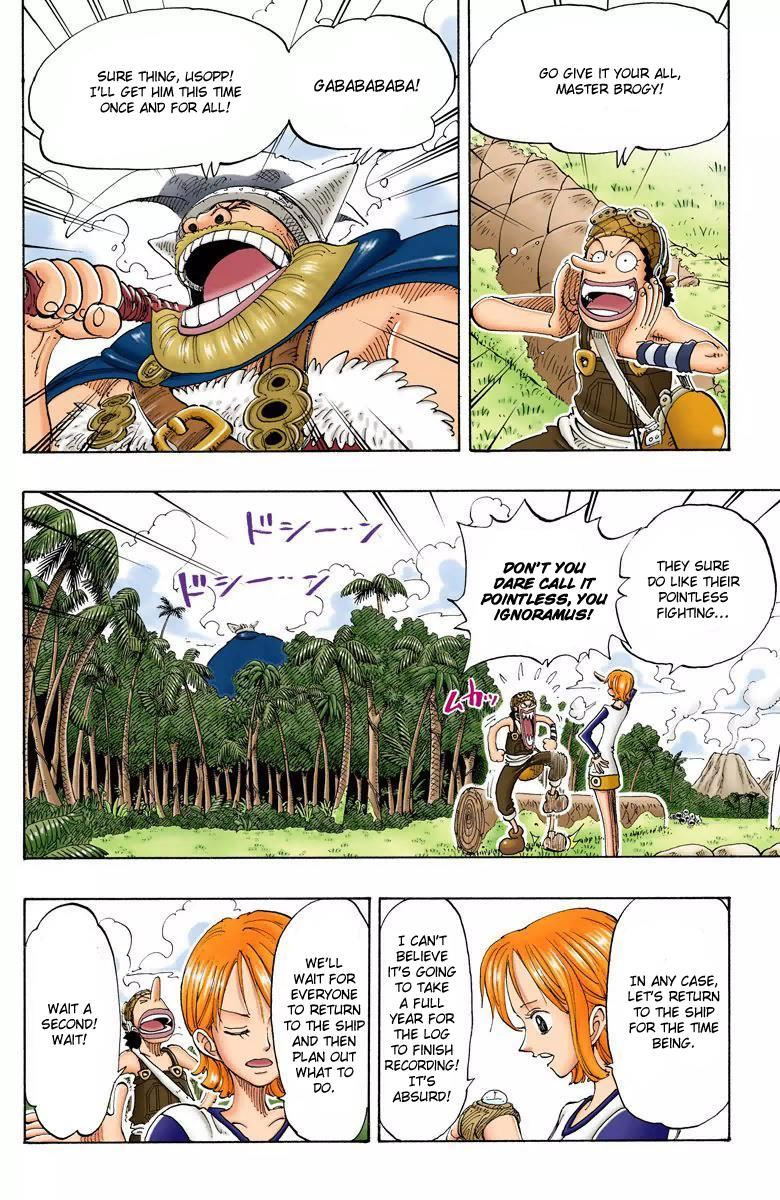 GO GIVE IT YOUR ALL,
MASTER BROGY!
GABABABABA!
SURE THING, USOPP!
I'LL GET HIM THIS TIME
ONCE AND FOR ALL!
THEY SURE
DO LIKE THEIR
POINTLESS
FIGHTING...
DON'T YOU
DARE CALL IT
POINTLESS, YOU
IGNORAMUS!
ムカッ
ドシーーン
ドシーーン
IN ANY CASE,
LET'S RETURN
TO THE SHIP
FOR THE TIME
BEING.
I CAN'T
BELIEVE
IT'S GOING
TO TAKE
A FULL
YEAR FOR
THE LOG
TO FINISH
RECORDING!
IT'S
ABSURD!
WE'LL
WAIT FOR
EVERYONE
TO RETURN
TO THE SHIP
AND THEN
PLAN OUT
WHAT TO
DO.
WAIT A
SECOND!
WAIT!